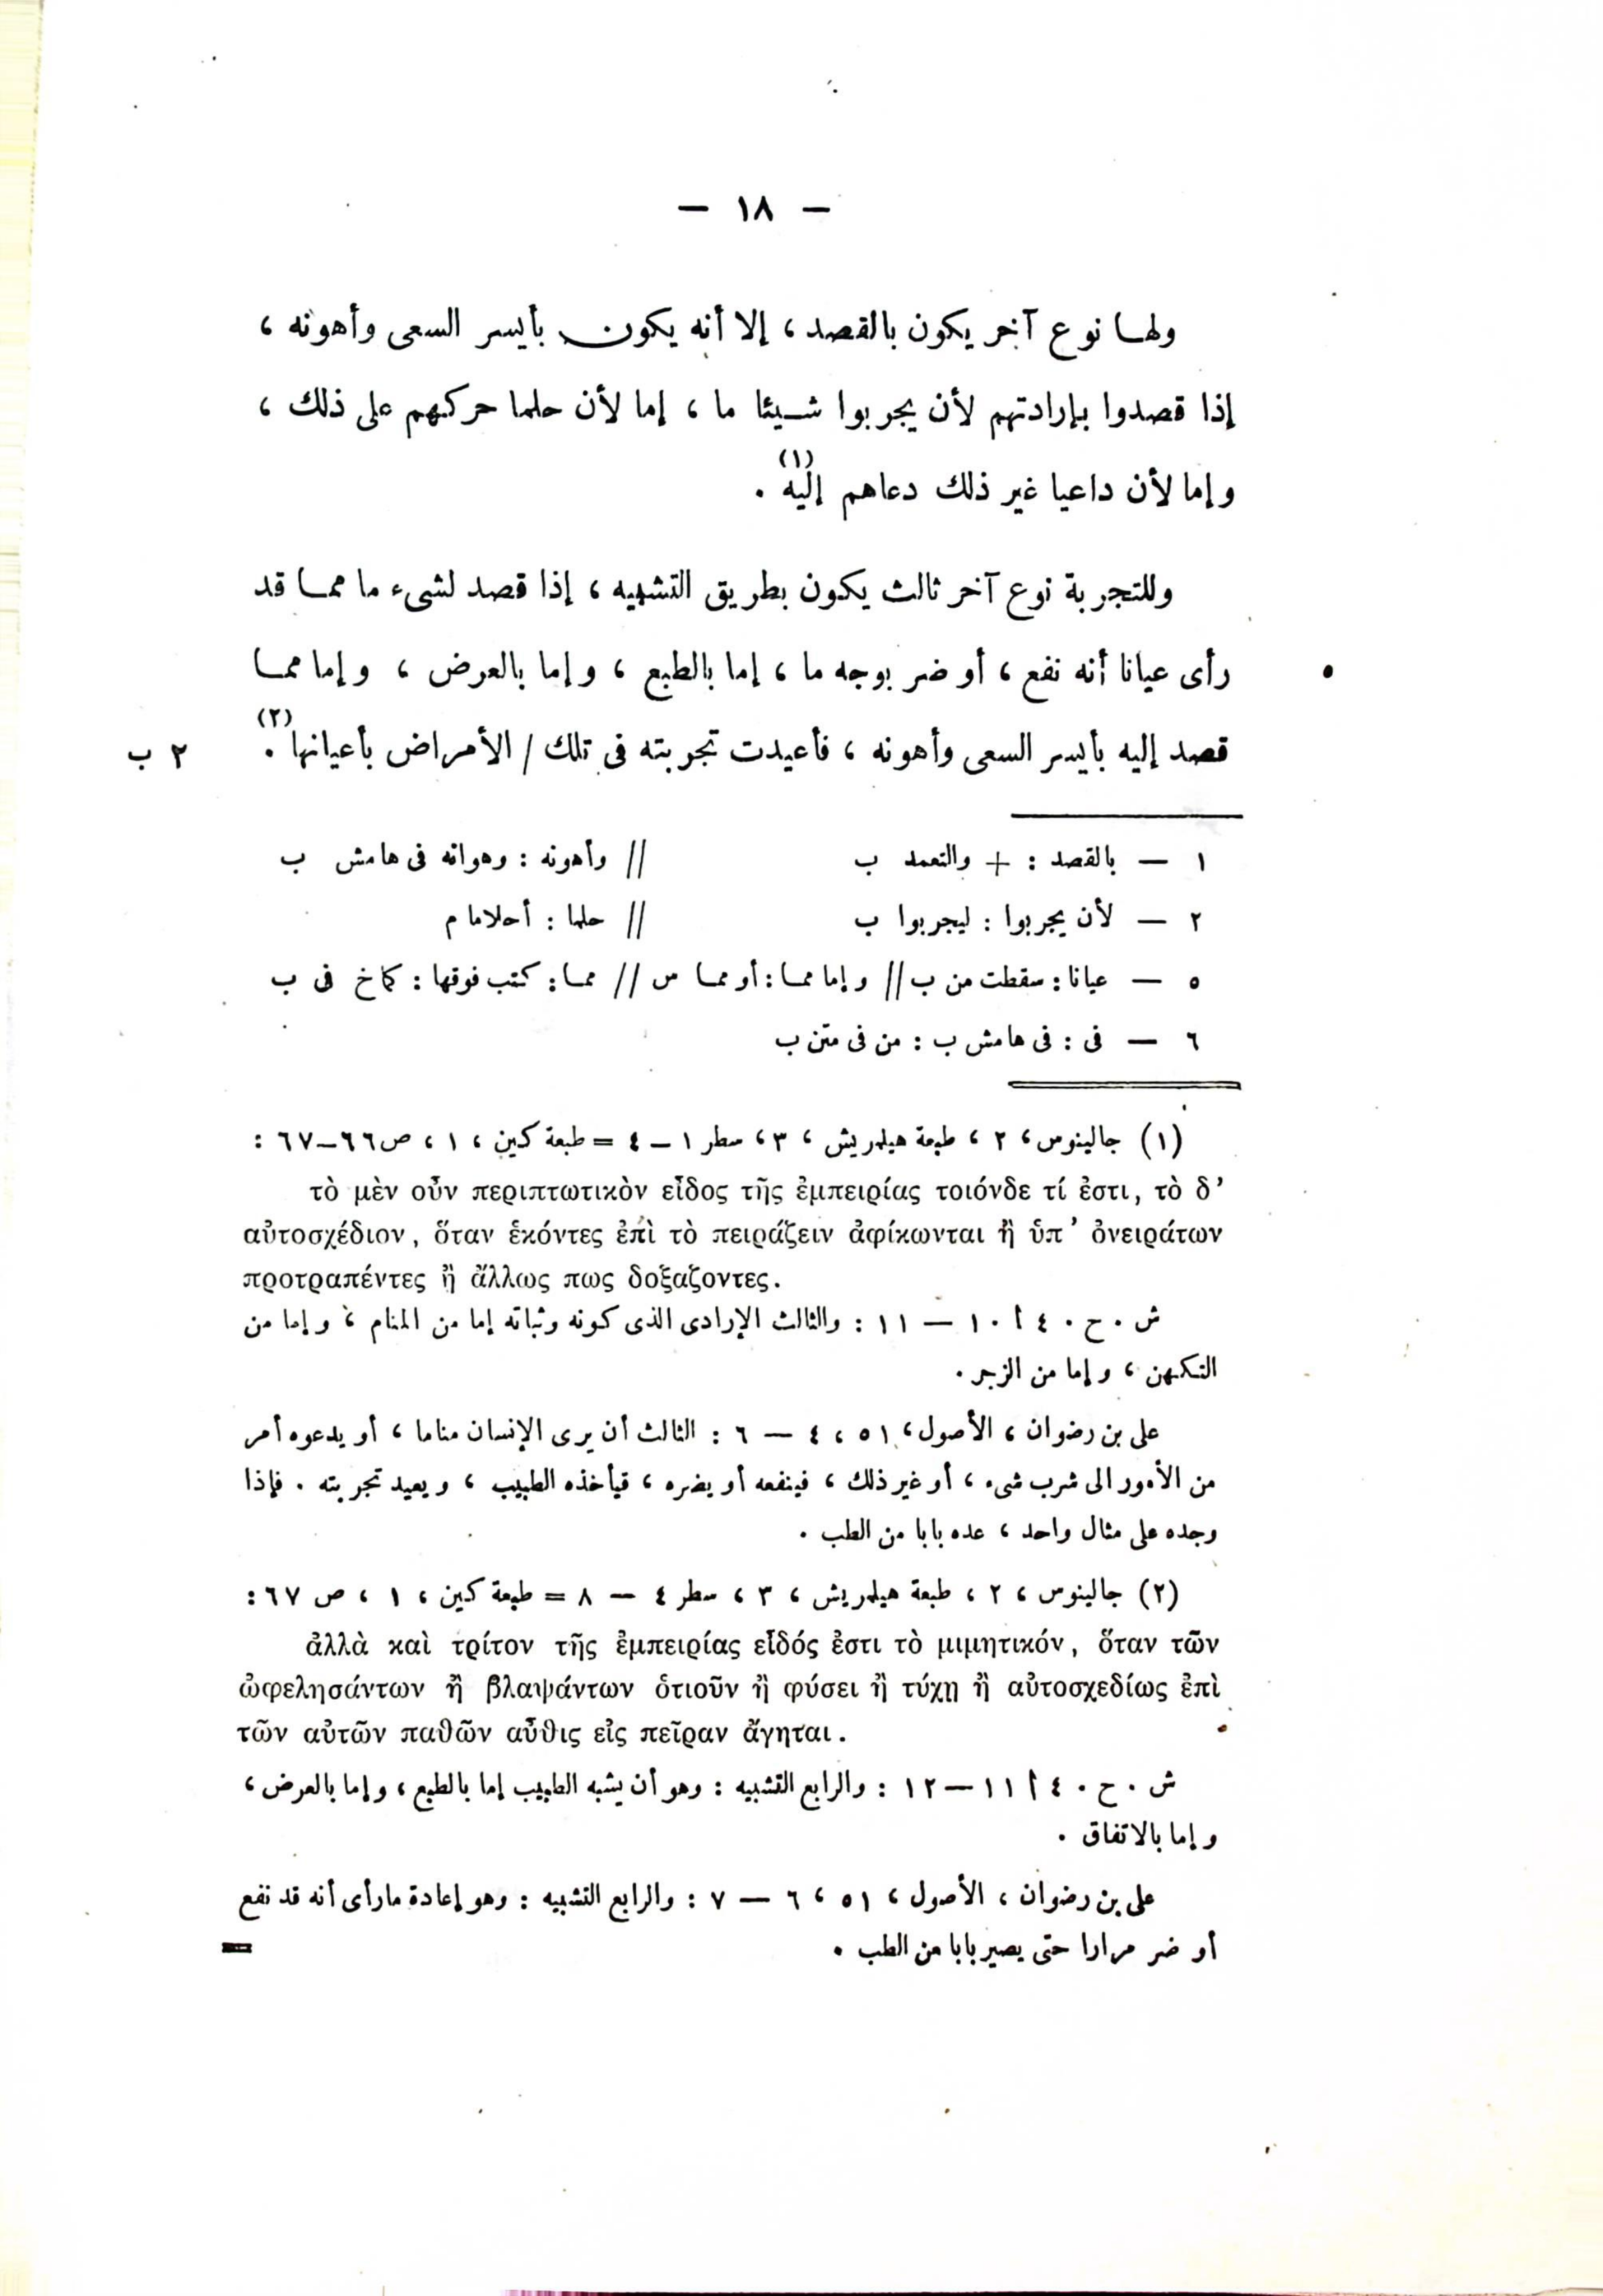 — ١٨ —
ولها نوع آخر يكون بالقصد ، إلا أنه يكون بأيسر السعى وأهونه ،
إذا قصدوا بإرادتهم لأن يجربوا شيئا ما ، إما لأن حلما حركهم على ذلك ،
وإما لأن داعيا غير ذلك دعاهم إليه (١) .
وللتجربة نوع آخر ثالث يكون بطريق التشبيه ، إذا قصد لشىء ما مما قد
رأى عيانا أنه نفع ، أو ضر بوجه ما ، إما بالطبع ، وإما بالعرض ، وإما مما
قصد إليه بأيسر السعى وأهونه ، فأعيدت تجربته فى تلك / الأمراض بأعيانها (٢) . ٢ ب
١ — بالقصد : + والتعمد ب // وأهونه : وهوانه فى هامش ب
٢ — لأن يجربوا : ليجربوا ب // حلما : أحلاما م
٥ — عيانا : سقطت من ب // وإما مما : أو مما س // مما : كتب فوقها : كماخ فى ب
٦ — فى : فى هامش ب : من فى متن ب
(١) جالينوس ، ٢ ، طبعة هيلمريش ، ٣ ، سطر ١ — ٤ = طبعة كين ، ١ ، ص ٦٦—٦٧ :
τὸ μὲν οὖν περιπτωτικὸν εἶδος τῆς ἐμπειρίας τοιόνδε τί ἐστι, τὸ δ’
αὐτοσχέδιον, ὅταν ἑκόντες ἐπὶ τὸ πειράζειν ἀφίκωνται ἢ ὑπ’ ὀνειράτων
προτραπέντες ἢ ἄλλως πως δοξαζοντες.
ش . ح . ٤ أ ١٠ — ١١ : والثالث الإرادى الذى كونه وثباته إما من المنام ، وإما من
التكهن ، وإما من الزجر .
على بن رضوان ، الأصول ، ٥١ ، ٤ — ٦ : الثالث أن يرى الإنسان مناما ، أو يدعوه أمر
من الأمور الى شرب شىء ، أو غير ذلك ، فينفعه أو يضره ، فيأخذه الطبيب ، ويعيد تجربته . فإذا
وجده على مثال واحد ، عده بابا من الطب .
(٢) جالينوس ، ٢ ، طبعة هيلمريش ، ٣ ، سطر ٤ — ٨ = طبعة كين ، ١ ، ص ٦٧ :
ἀλλὰ καὶ τρίτον τῆς ἐμπειρίας εἶδός ἐστι τὸ μιμητικόν, ὅταν τῶν
ὠφελησάντων ἢ βλαψάντων ὁτιοῦν ἢ φύσει ἢ τύχῃ ἢ αὐτοσχεδίως ἐπὶ
τῶν αὐτῶν παθῶν αὖθις εἰς πεῖραν ἄγηται.
ش . ح . ٤ أ ١١ — ١٢ : والرابع التشبيه : وهو أن يشبه الطبيب إما بالطبع ، وإما بالعرض ،
وإما بالاتفاق .
على بن رضوان ، الأصول ، ٥١ ، ٦ — ٧ : والرابع التشبيه : وهو إعادة مارأى أنه قد نفع
أو ضر مرارا حتى يصير بابا من الطب . =